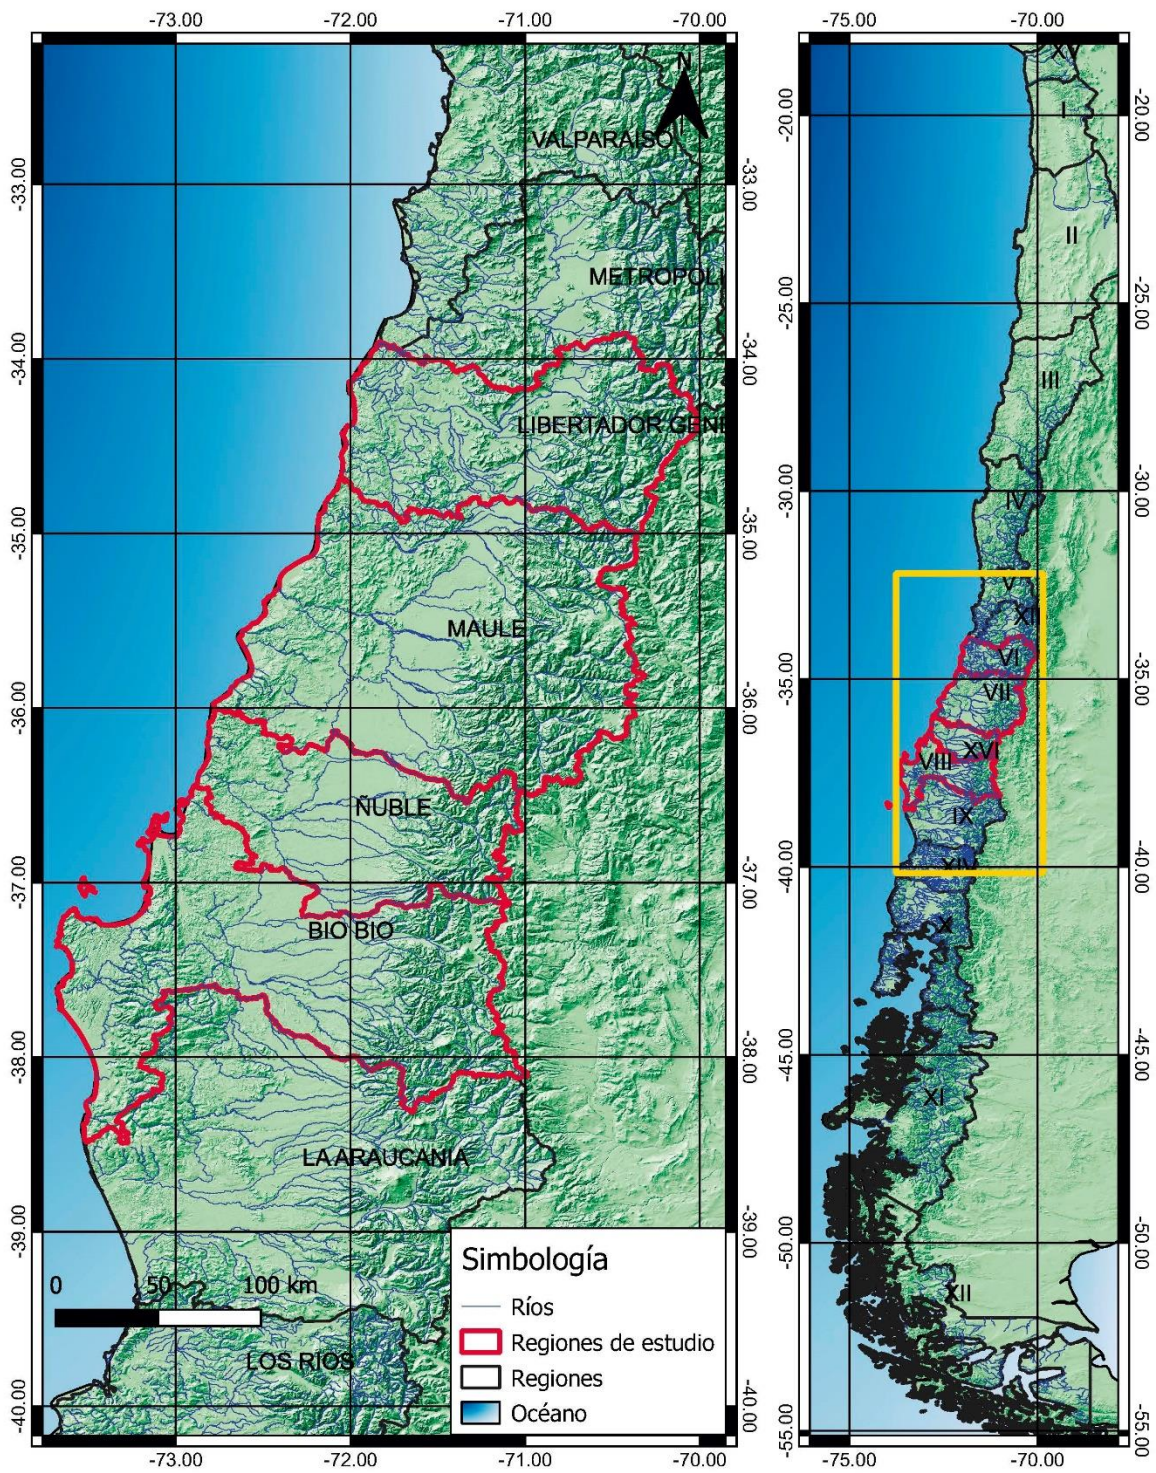 -73.00
-72.00
-71.00
-70.00
-75.00
-70.00
N
VALPARAISO
METROPOLI
LIBERTADOR GENE
MAULE
ÑUBLE
BIO BIO
LA ARAUCANIA
LOS RÍOS
-33.00
-34.00
-35.00
-36.00
-37.00
-38.00
-39.00
-40.00
-33.00
-34.00
-35.00
-36.00
-37.00
-38.00
-39.00
-40.00
0
50
100 km
Simbología
Ríos
Regiones de estudio
Regiones
Océano
-73.00
-72.00
-71.00
-70.00
XV
I
II
III
IV
V
XII
VI
VII
XVI
VIII
IX
XIV
X
XI
XII
-20.00
-25.00
-30.00
-35.00
-40.00
-45.00
-50.00
-55.00
-20.00
-25.00
-30.00
-35.00
-40.00
-45.00
-50.00
-55.00
-75.00
-70.00